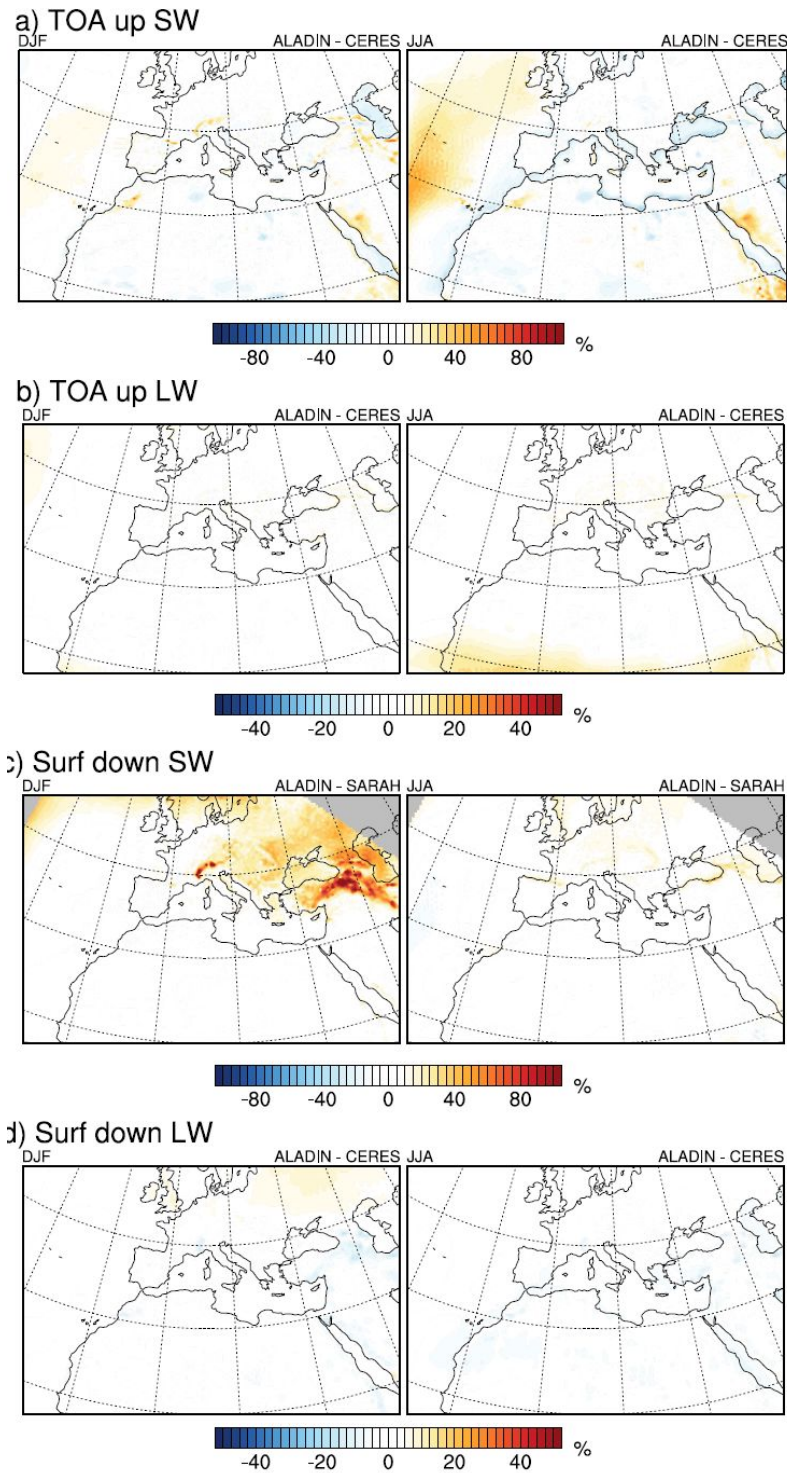 a) TOA up SW
DJF ALADIN - CERES JJA ALADIN - CERES
-80 -40 0 40 80 %
b) TOA up LW
DJF ALADIN - CERES JJA ALADIN - CERES
-40 -20 0 20 40 %
c) Surf down SW
DJF ALADIN - SARAH JJA ALADIN - SARAH
-80 -40 0 40 80 %
d) Surf down LW
DJF ALADIN - CERES JJA ALADIN - CERES
-40 -20 0 20 40 %